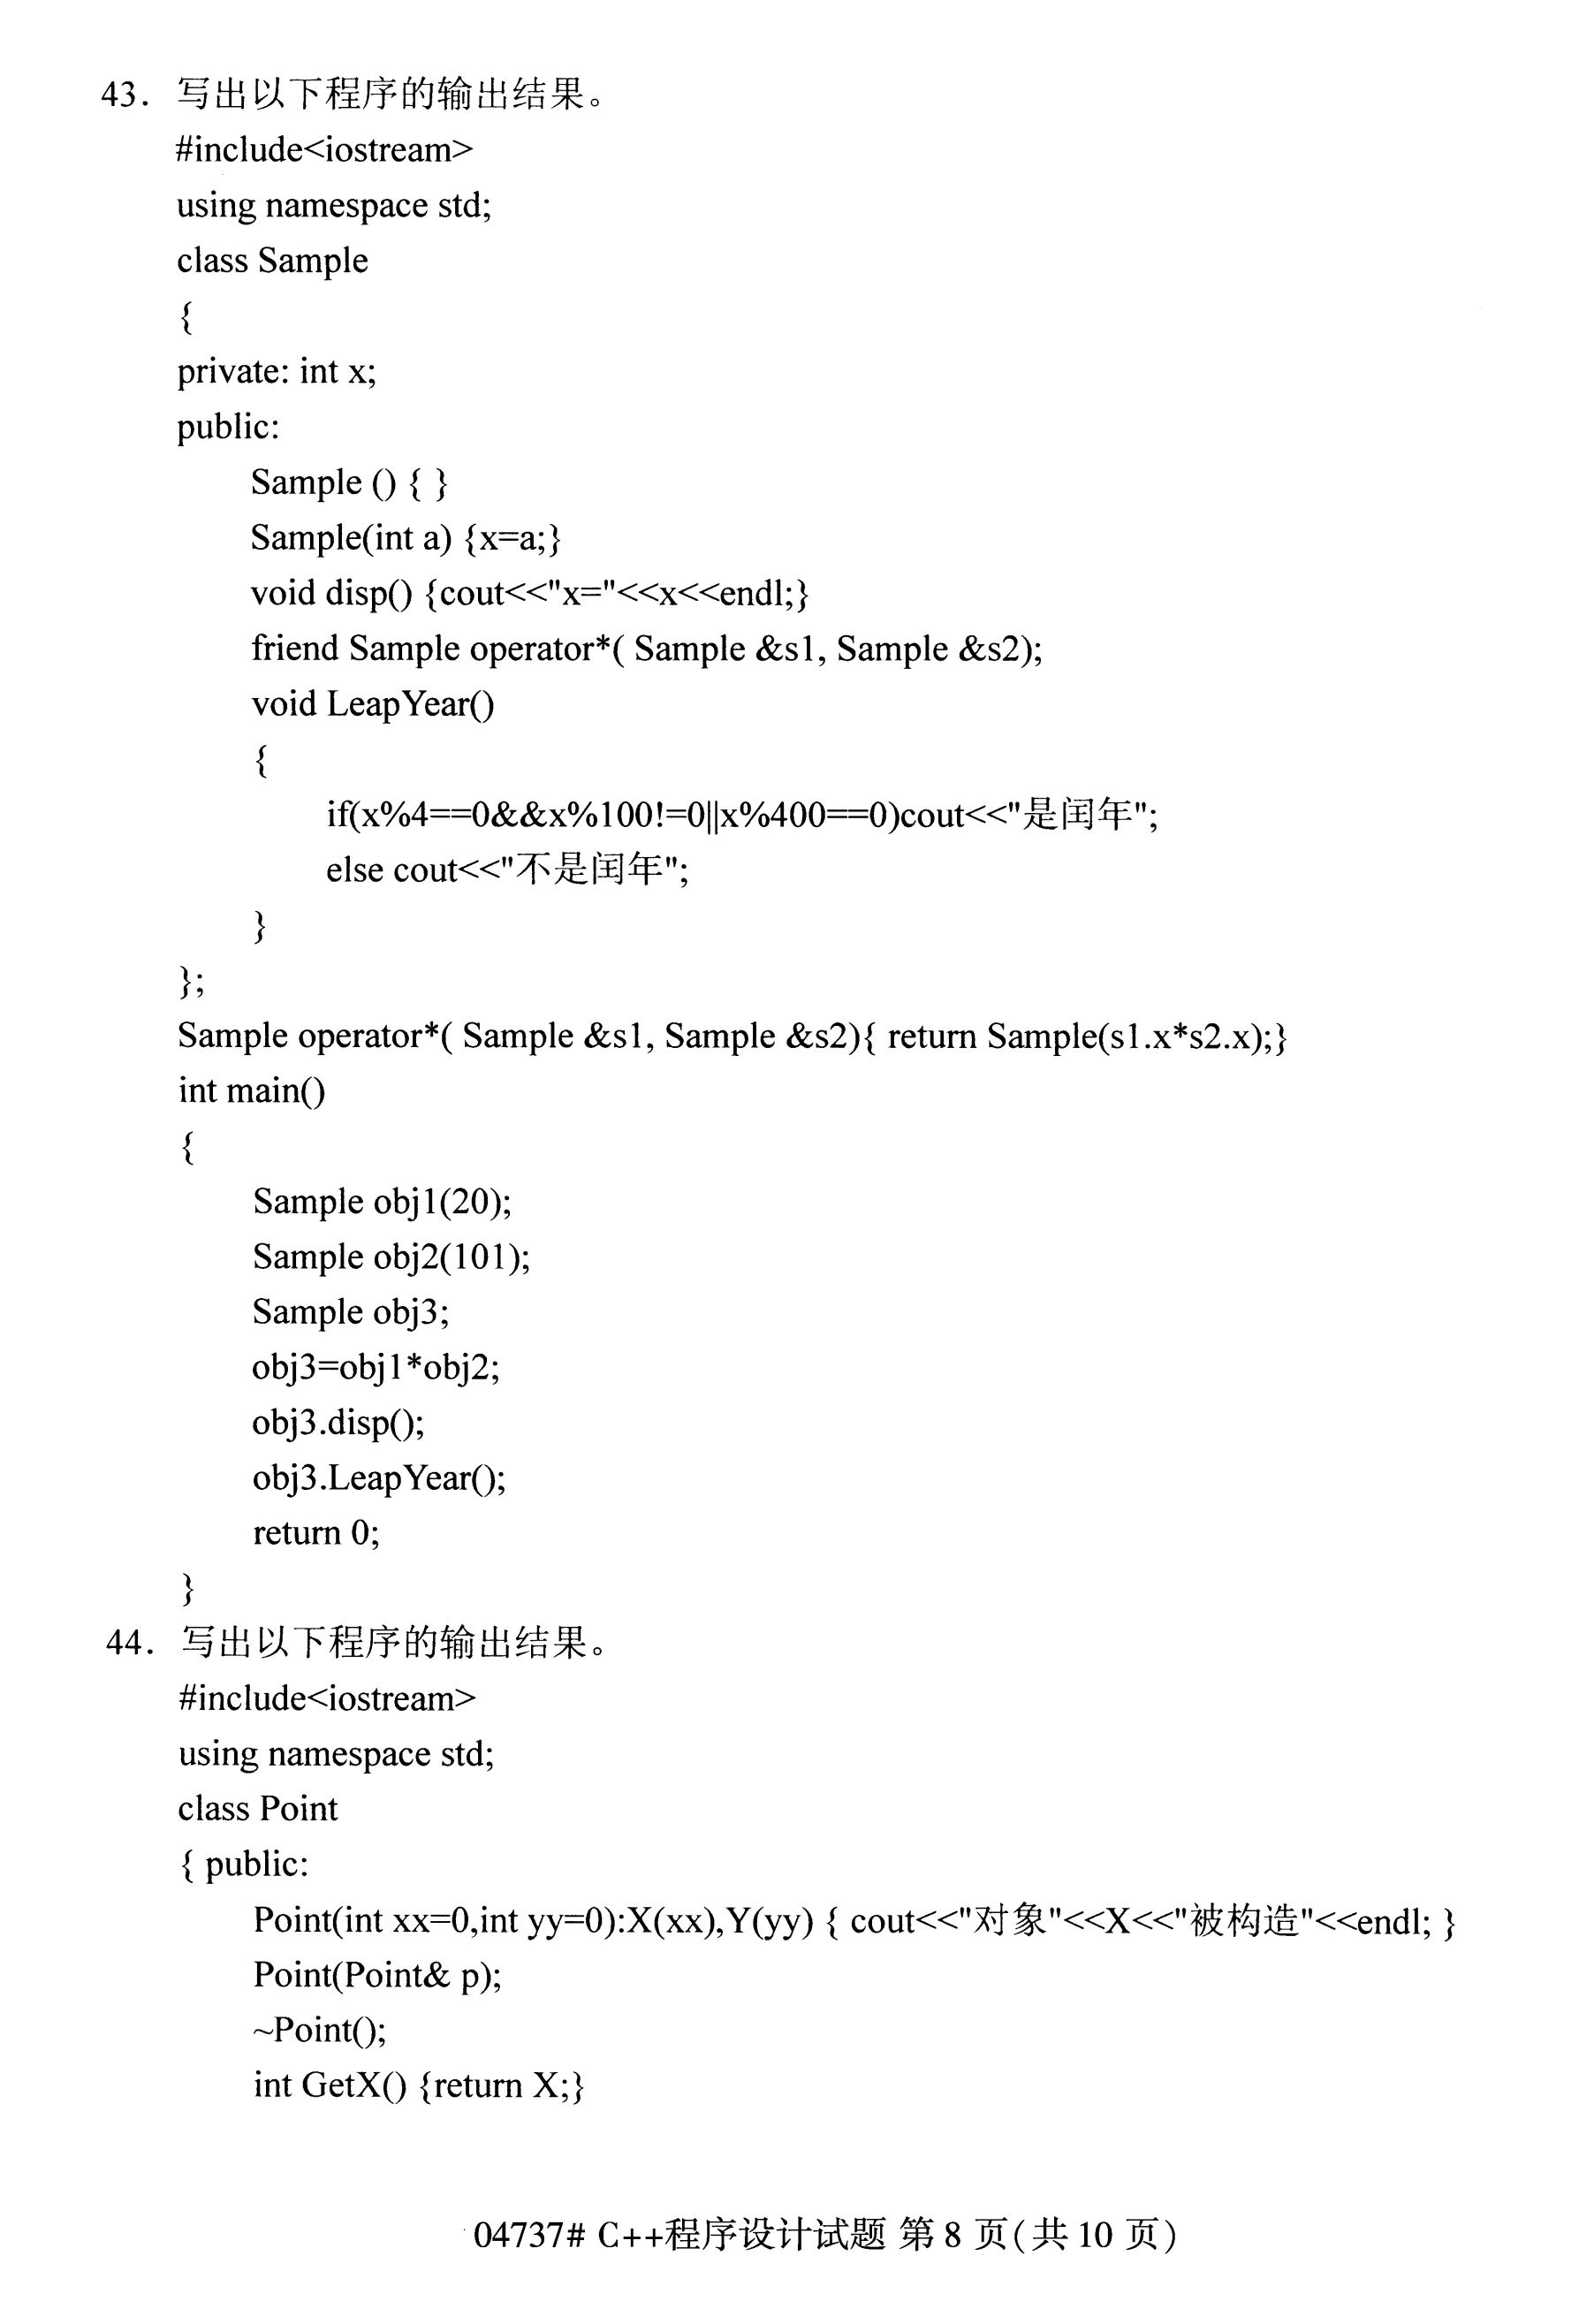 43. 写出以下程序的输出结果。
#include<iostream>
using namespace std;
class Sample
{
private: int x;
public:
Sample () { }
Sample(int a) {x=a;}
void disp() {cout<<"x="<<x<<endl;}
friend Sample operator*( Sample &s1, Sample &s2);
void LeapYear()
{
if(x%4==0&&x%100!=0||x%400==0)cout<<"是闰年";
else cout<<"不是闰年";
}
};
Sample operator*( Sample &s1, Sample &s2){ return Sample(s1.x*s2.x);}
int main()
{
Sample obj1(20);
Sample obj2(101);
Sample obj3;
obj3=obj1*obj2;
obj3.disp();
obj3.LeapYear();
return 0;
}
44. 写出以下程序的输出结果。
#include<iostream>
using namespace std;
class Point
{ public:
Point(int xx=0,int yy=0):X(xx),Y(yy) { cout<<"对象"<<X<<"被构造"<<endl; }
Point(Point& p);
~Point();
int GetX() {return X;}
04737# C++程序设计试题 第 8 页(共 10 页)